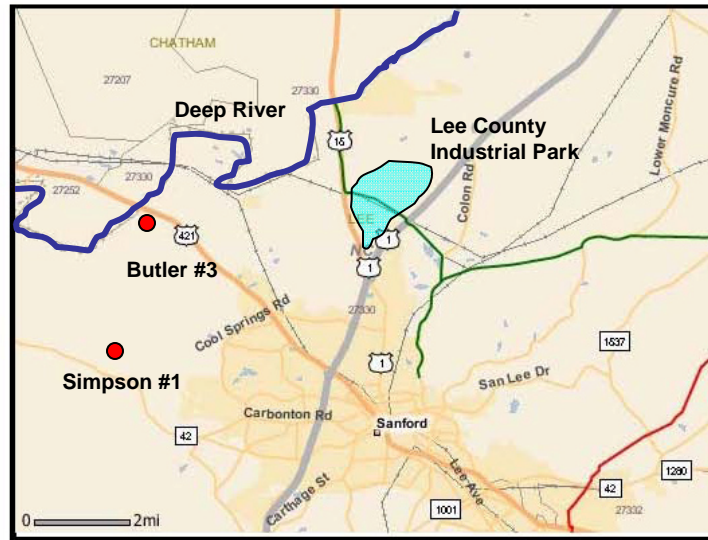 CHATHAM
27207
27330
Deep River
15
Lee County
Industrial Park
Lower Moncure Rd
Colon Rd
27252
27330
LEE
421
1
NC
1
Butler #3
27330
Cool Springs Rd
1
1537
Simpson #1
San Lee Dr
Carbonton Rd
Sanford
42
Lee Ave
1280
42
Carthage St
1001
27332
0
2mi